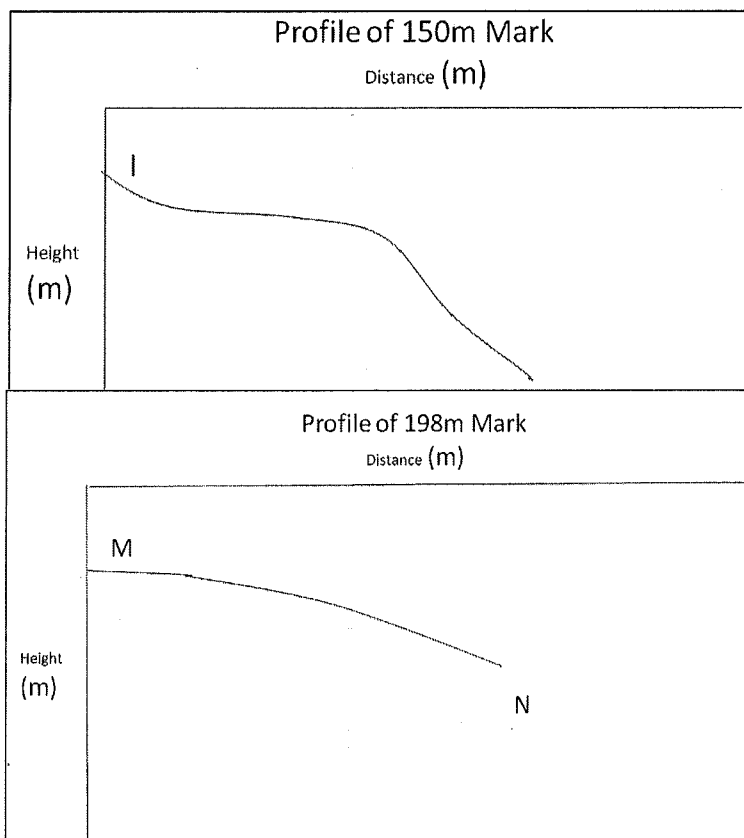 Profile of 150m Mark
Distance (m)
I
Height
(m)
Profile of 198m Mark
Distance (m)
M
Height
(m)
N